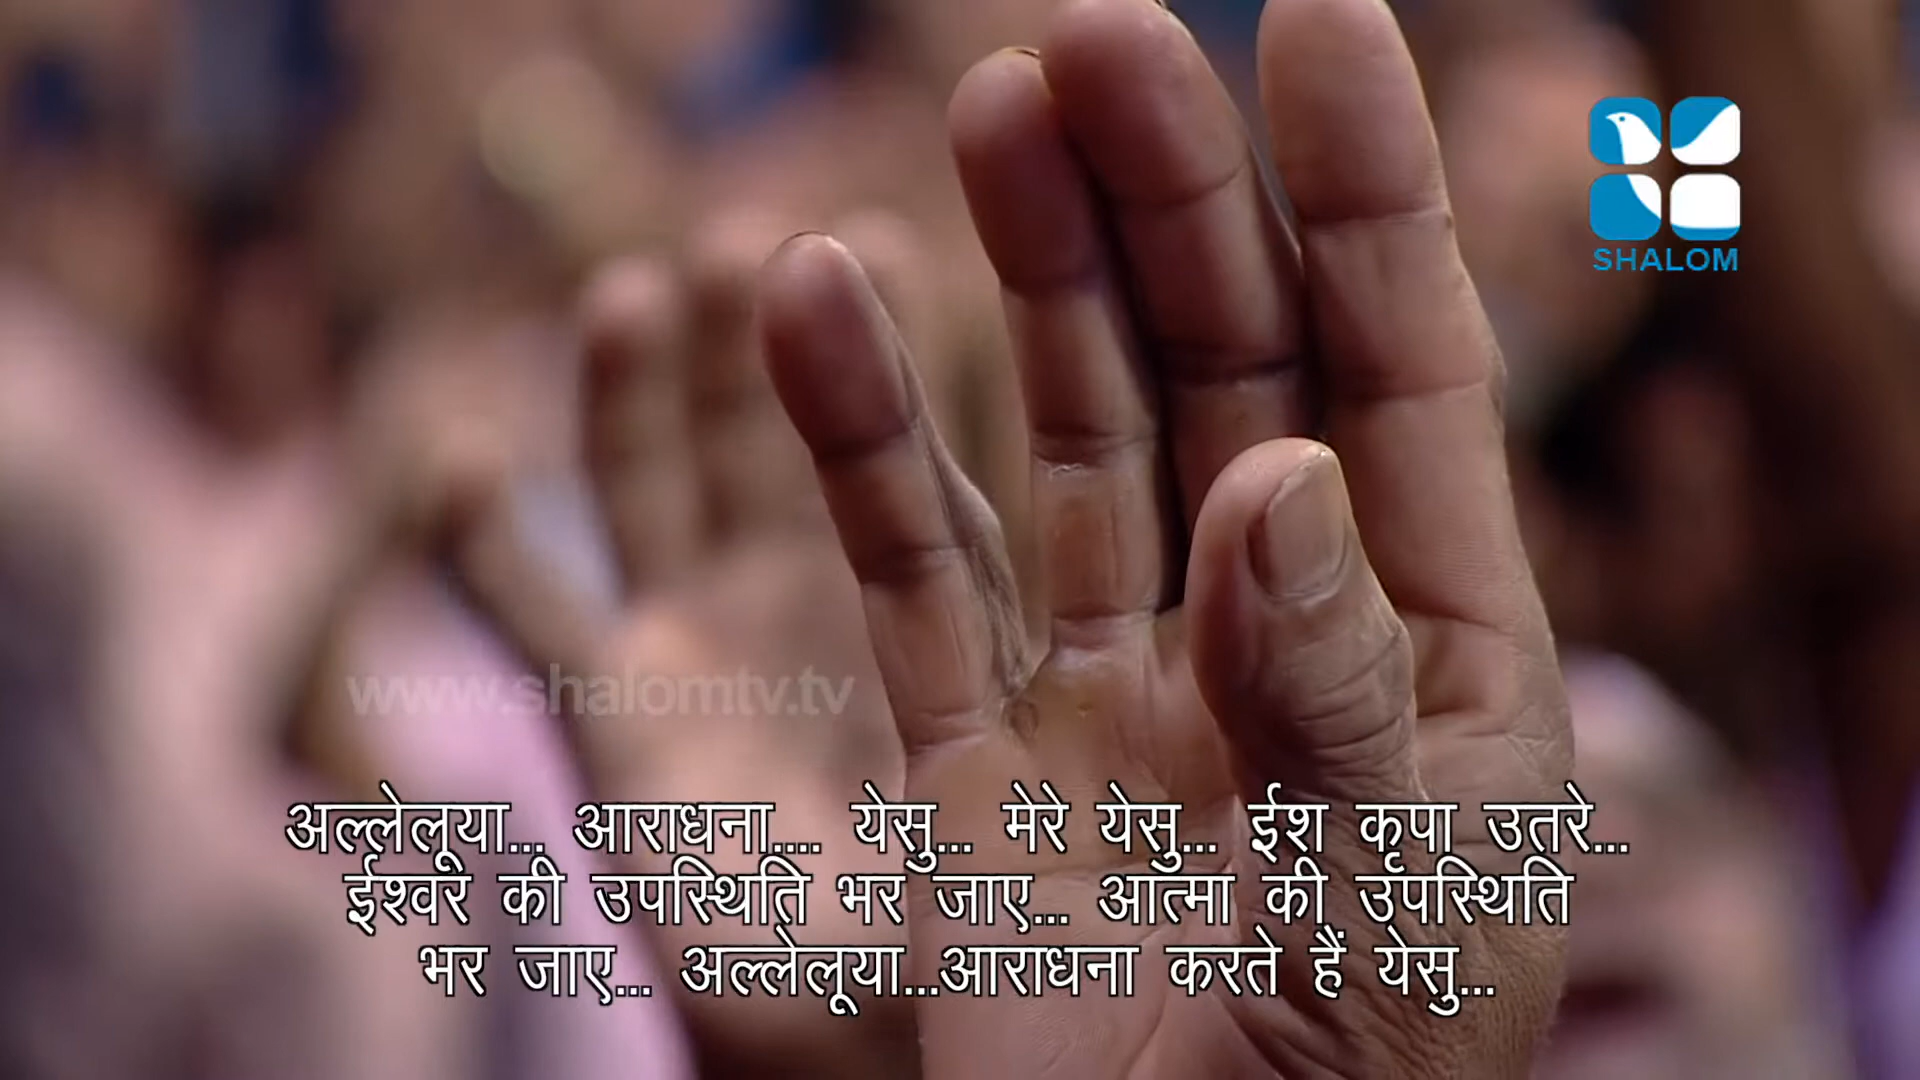 SHALOM
www.shalomtv.tv
अल्लेलूया... आराधना.... येसु... मेरे येसु... ईश कृपा उतरे...
ईश्वर की उपस्थिति भर जाए... आत्मा की उपस्थिति
भर जाए... अल्लेलूया...आराधना करते हैं येसु...